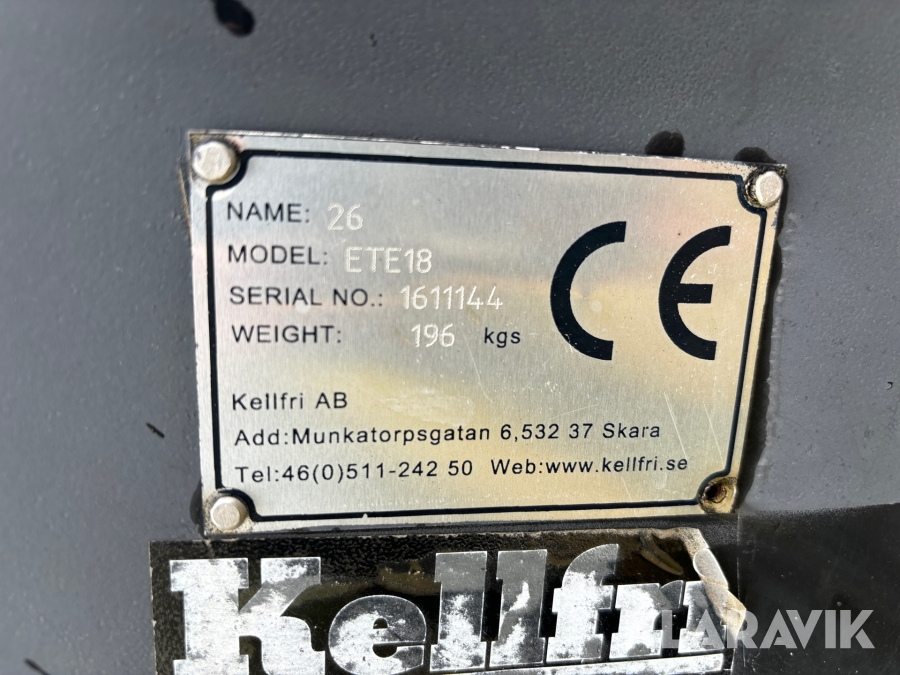 NAME: 26
MODEL: ETE18
SERIAL NO.: 1611144
WEIGHT: 196 kgs
CE
Kellfri AB
Add:Munkatorpsgatan 6,532 37 Skara
Tel:46(0)511-242 50 Web:www.kellfri.se
Kellfri
KLARAVIK